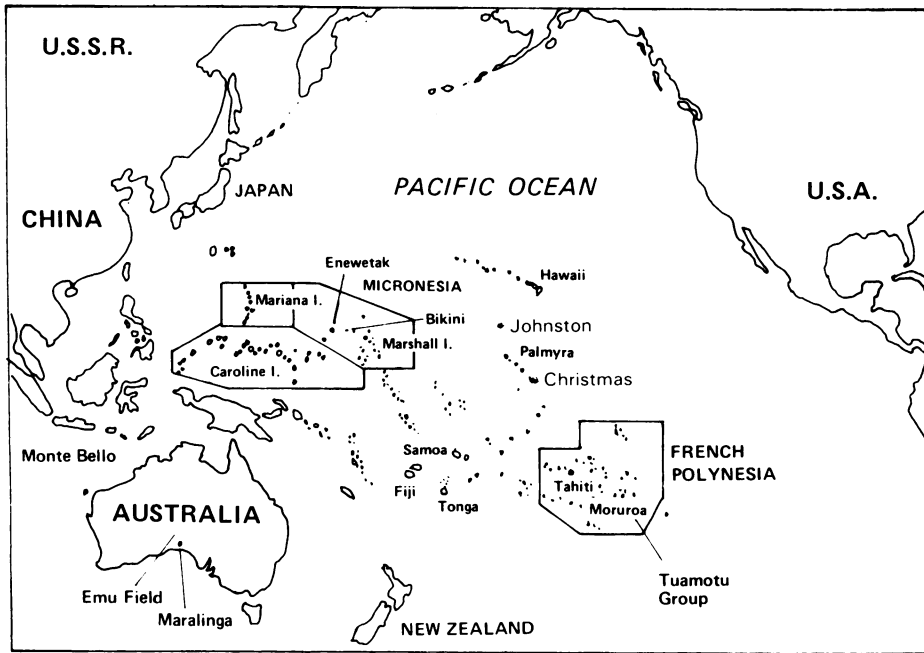 U.S.S.R.
JAPAN
PACIFIC OCEAN
U.S.A.
CHINA
Enewetak
MICRONESIA
Hawaii
Mariana I.
Bikini
Johnston
Marshall I.
Palmyra
Caroline I.
Christmas
Monte Bello
Samoa
FRENCH
POLYNESIA
Tahiti
Fiji
Tonga
Moruroa
AUSTRALIA
Tuamotu
Group
Emu Field
Maralinga
NEW ZEALAND